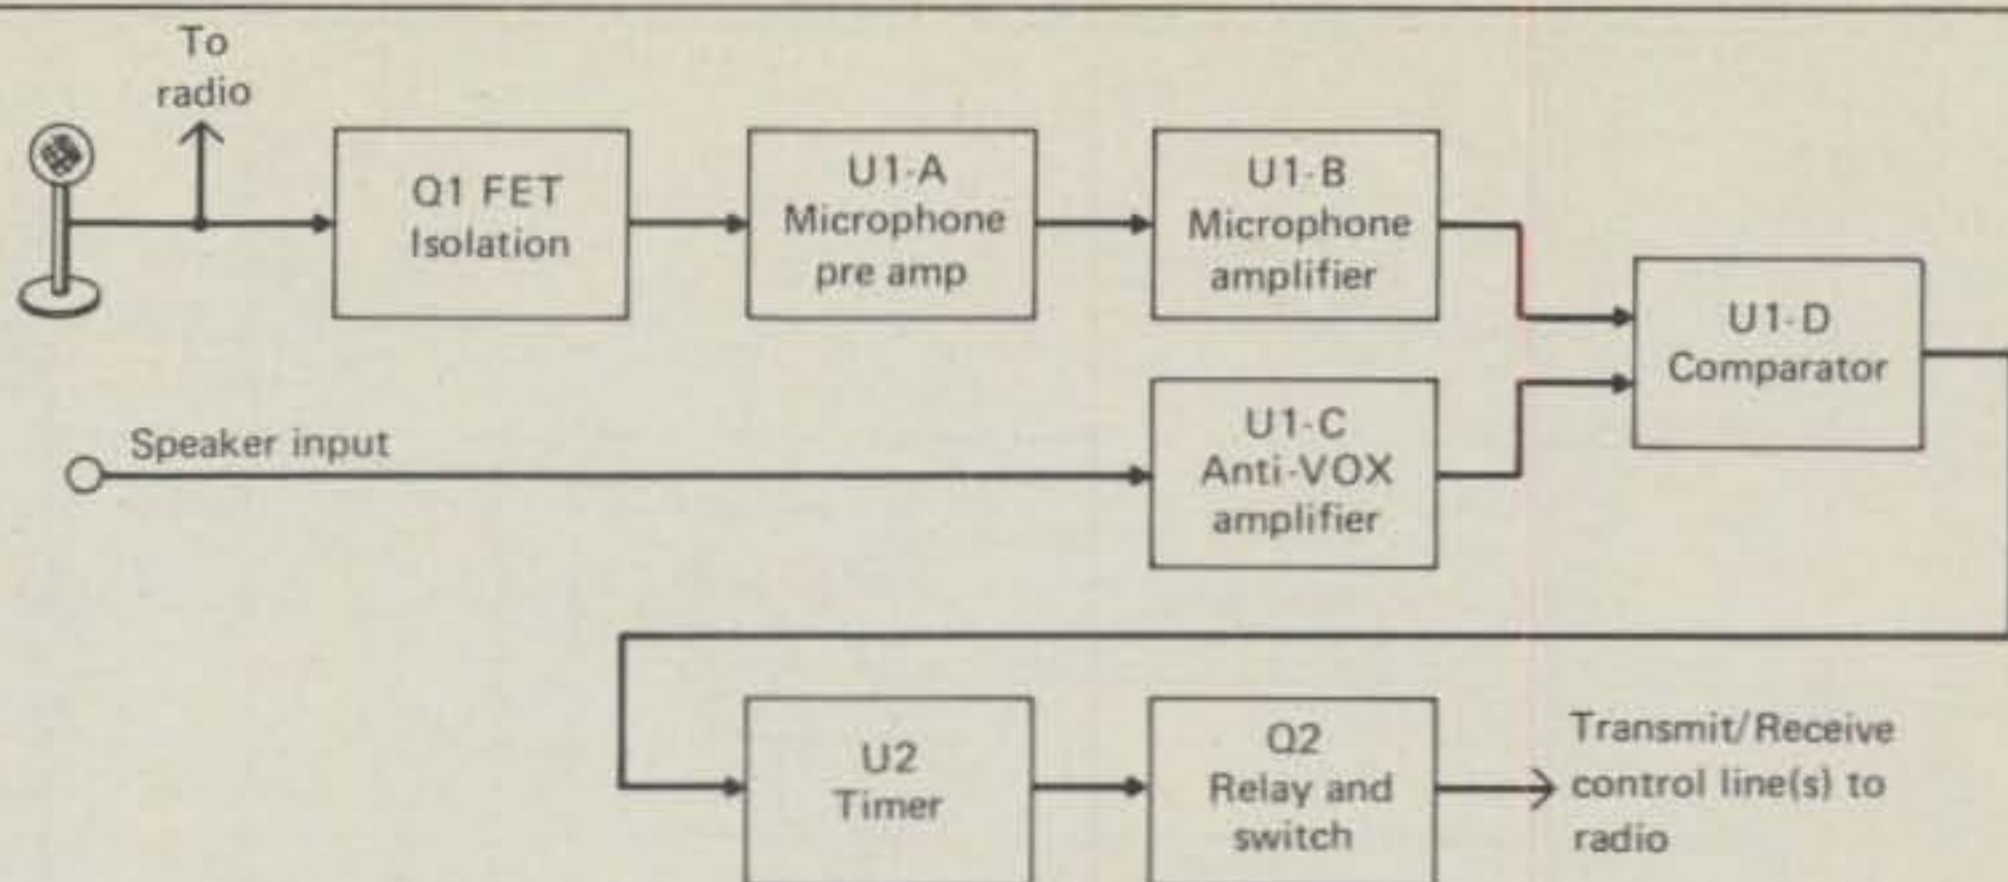 To
radio
Q1 FET
Isolation
U1-A
Microphone
pre amp
U1-B
Microphone
amplifier
U1-D
Comparator
Speaker input
U1-C
Anti-VOX
amplifier
U2
Timer
Q2
Relay and
switch
Transmit/Receive
control line(s) to
radio